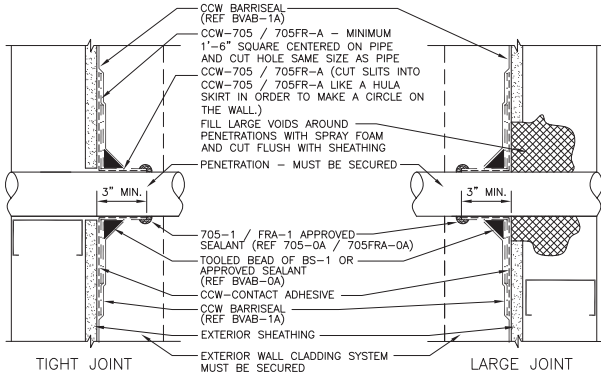 CCW BARRISEAL
(REF BVAB-1A)
CCW-705 / 705FR-A - MINIMUM
1'-6" SQUARE CENTERED ON PIPE
AND CUT HOLE SAME SIZE AS PIPE
CCW-705 / 705FR-A (CUT SLITS INTO
CCW-705 / 705FR-A LIKE A HULA
SKIRT IN ORDER TO MAKE A CIRCLE ON
THE WALL.)
FILL LARGE VOIDS AROUND
PENETRATIONS WITH SPRAY FOAM
AND CUT FLUSH WITH SHEATHING
PENETRATION - MUST BE SECURED
3" MIN.
3" MIN.
705-1 / FRA-1 APPROVED
SEALANT (REF 705-0A / 705FRA-0A)
TOOLED BEAD OF BS-1 OR
APPROVED SEALANT
(REF BVAB-0A)
CCW-CONTACT ADHESIVE
CCW BARRISEAL
(REF BVAB-1A)
EXTERIOR SHEATHING
EXTERIOR WALL CLADDING SYSTEM
MUST BE SECURED
TIGHT JOINT
LARGE JOINT